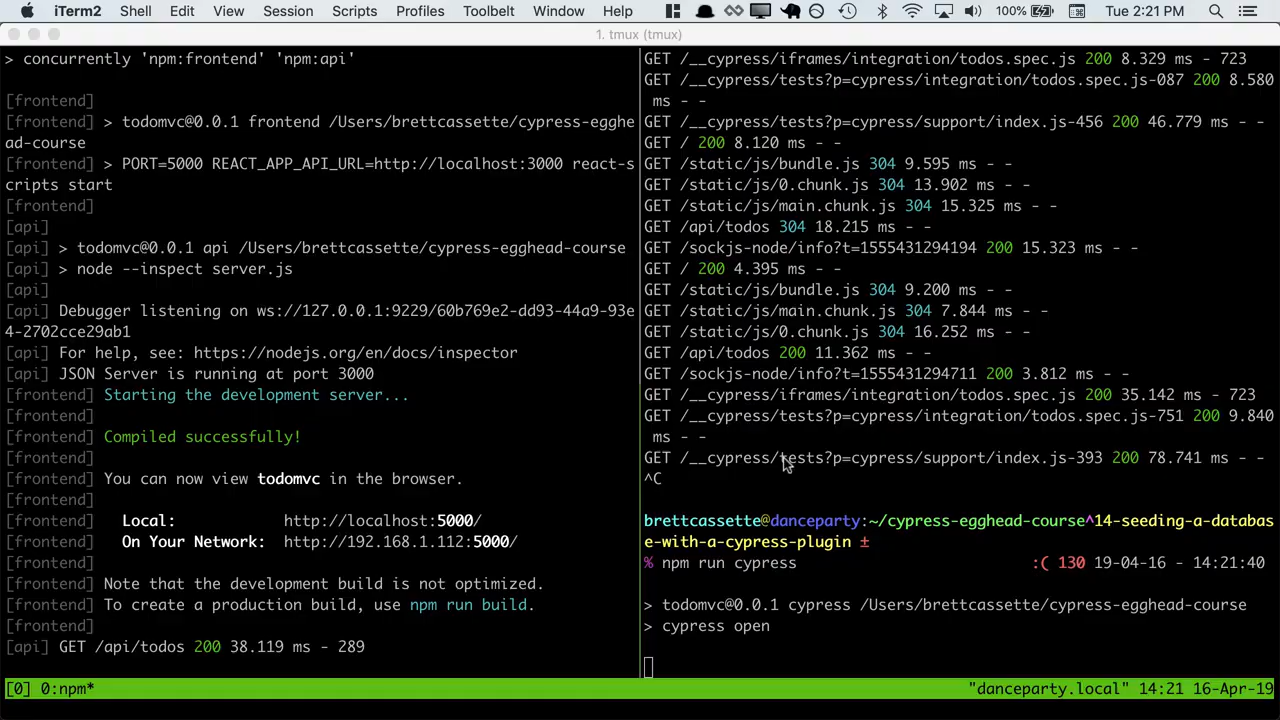 iTerm2 Shell Edit View Session Scripts Profiles Toolbelt Window Help 100% Tue 2:21 PM
1. tmux (tmux)
> concurrently 'npm:frontend' 'npm:api'
[frontend]
[frontend] > todomvc@0.0.1 frontend /Users/brettcassette/cypress-egghe
ad-course
[frontend] > PORT=5000 REACT_APP_API_URL=http://localhost:3000 react-s
cripts start
[frontend]
[api]
[api] > todomvc@0.0.1 api /Users/brettcassette/cypress-egghead-course
[api] > node --inspect server.js
[api]
[api] Debugger listening on ws://127.0.0.1:9229/60b769e2-dd93-44a9-93e
4-2702cce29ab1
[api] For help, see: https://nodejs.org/en/docs/inspector
[api] JSON Server is running at port 3000
[frontend] Starting the development server...
[frontend]
[frontend] Compiled successfully!
[frontend]
[frontend] You can now view todomvc in the browser.
[frontend]
[frontend] Local: http://localhost:5000/
[frontend] On Your Network: http://192.168.1.112:5000/
[frontend]
[frontend] Note that the development build is not optimized.
[frontend] To create a production build, use npm run build.
[frontend]
[api] GET /api/todos 200 38.119 ms - 289
GET /__cypress/iframes/integration/todos.spec.js 200 8.329 ms - 723
GET /__cypress/tests?p=cypress/integration/todos.spec.js-087 200 8.580
ms - -
GET /__cypress/tests?p=cypress/support/index.js-456 200 46.779 ms - -
GET / 200 8.120 ms - -
GET /static/js/bundle.js 304 9.595 ms - -
GET /static/js/0.chunk.js 304 13.902 ms - -
GET /static/js/main.chunk.js 304 15.325 ms - -
GET /api/todos 304 18.215 ms - -
GET /sockjs-node/info?t=1555431294194 200 15.323 ms - -
GET / 200 4.395 ms - -
GET /static/js/bundle.js 304 9.200 ms - -
GET /static/js/main.chunk.js 304 7.844 ms - -
GET /static/js/0.chunk.js 304 16.252 ms - -
GET /api/todos 200 11.362 ms - -
GET /sockjs-node/info?t=1555431294711 200 3.812 ms - -
GET /__cypress/iframes/integration/todos.spec.js 200 35.142 ms - 723
GET /__cypress/tests?p=cypress/integration/todos.spec.js-751 200 9.840
ms - -
GET /__cypress/tests?p=cypress/support/index.js-393 200 78.741 ms - -
^C
brettcassette@danceparty:~/cypress-egghead-course^14-seeding-a-databas
e-with-a-cypress-plugin ±
% npm run cypress :( 130 19-04-16 - 14:21:40
> todomvc@0.0.1 cypress /Users/brettcassette/cypress-egghead-course
> cypress open
[0] 0:npm* "danceparty.local" 14:21 16-Apr-19